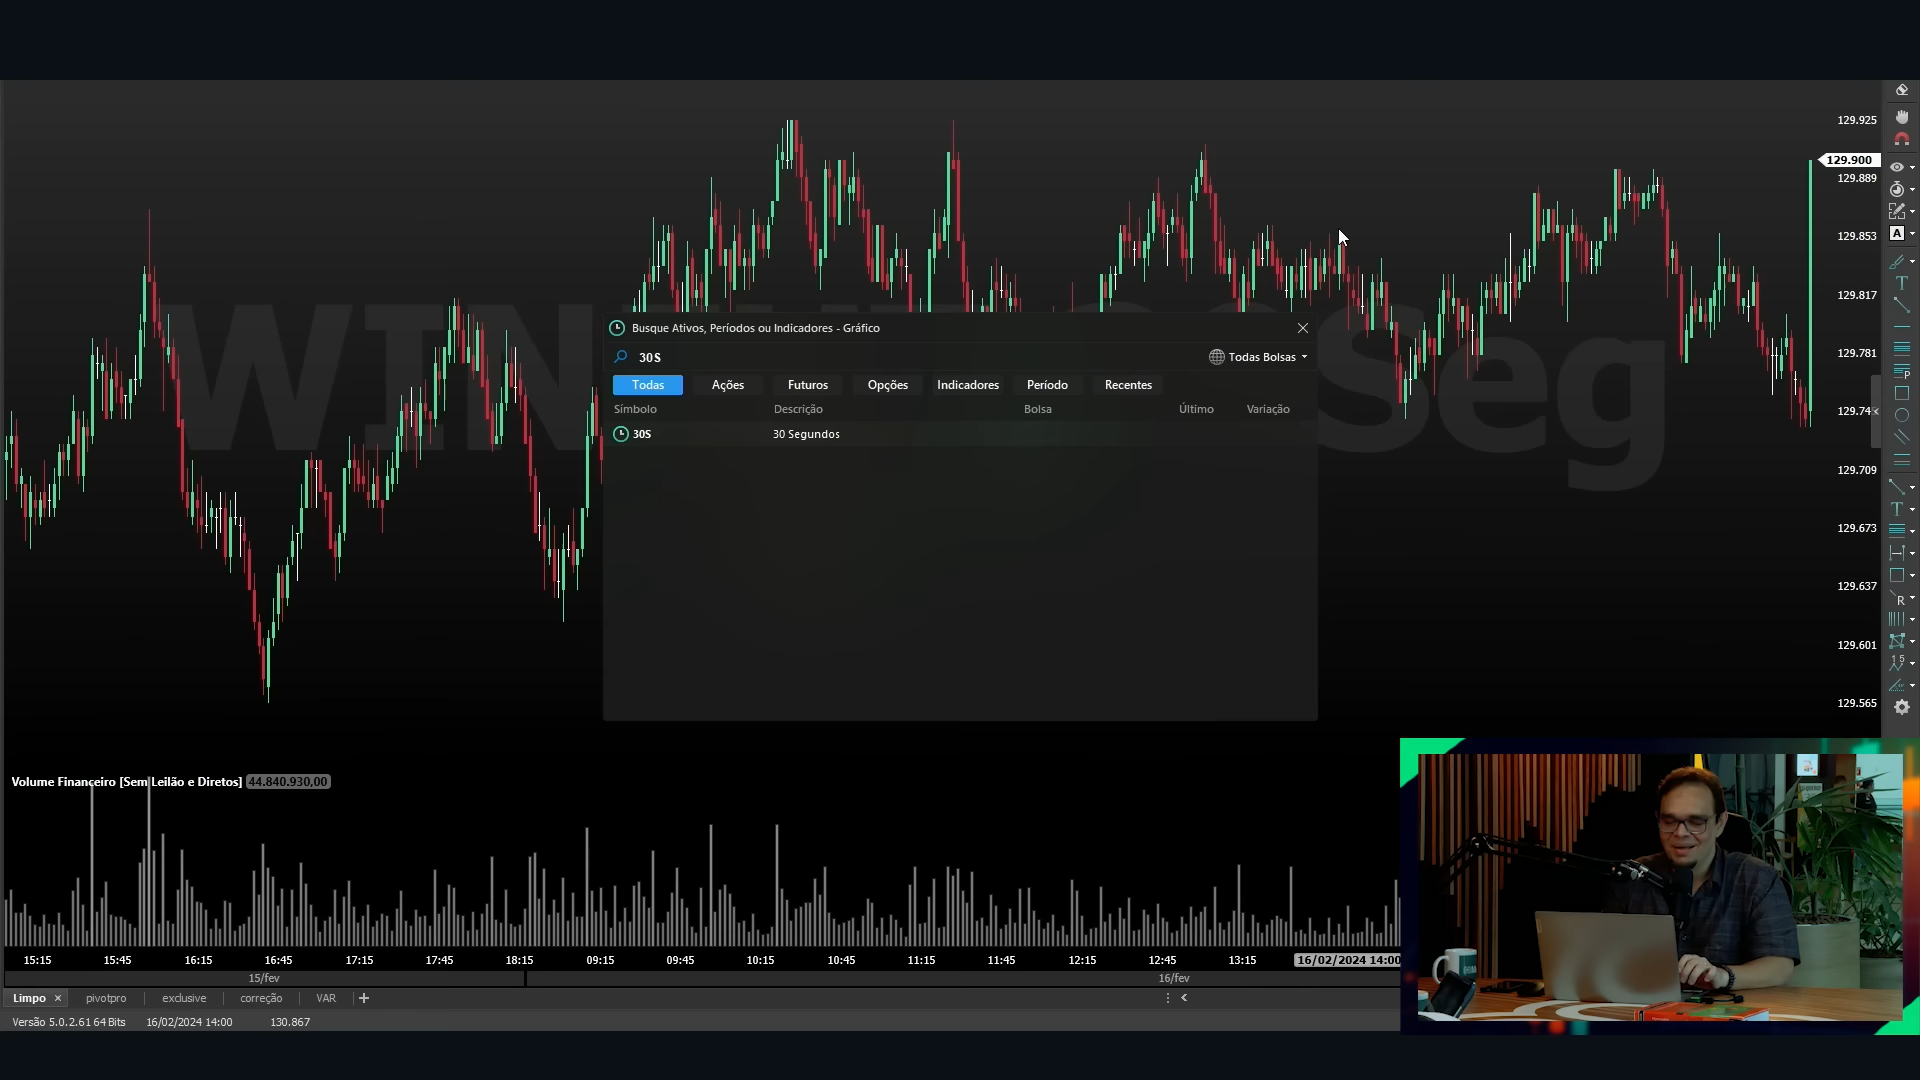 129.925
129.900
129.889
129.853
129.817
129.781
129.74
129.709
129.673
129.637
129.601
129.565
WIN
Seg
Busque Ativos, Períodos ou Indicadores - Gráfico
30S
Todas Bolsas
Todas Ações Futuros Opções Indicadores Período Recentes
Símbolo Descrição Bolsa Último Variação
30S 30 Segundos
Volume Financeiro [Sem Leilão e Diretos] 44.840.930,00
15:15 15:45 16:15 16:45 17:15 17:45 18:15 09:15 09:45 10:15 10:45 11:15 11:45 12:15 12:45 13:15 16/02/2024 14:00
15/fev 16/fev
Limpo pivotpro exclusive correção VAR
Versão 5.0.2.61 64 Bits 16/02/2024 14:00 130.867